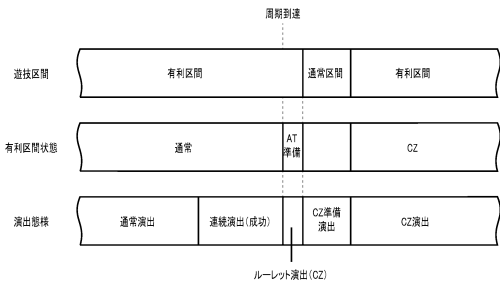 周期到達
遊技区間
有利区間
通常区間
有利区間
有利区間状態
通常
AT
準備
CZ
演出態様
通常演出
連続演出(成功)
CZ準備
演出
CZ演出
ルーレット演出(CZ)